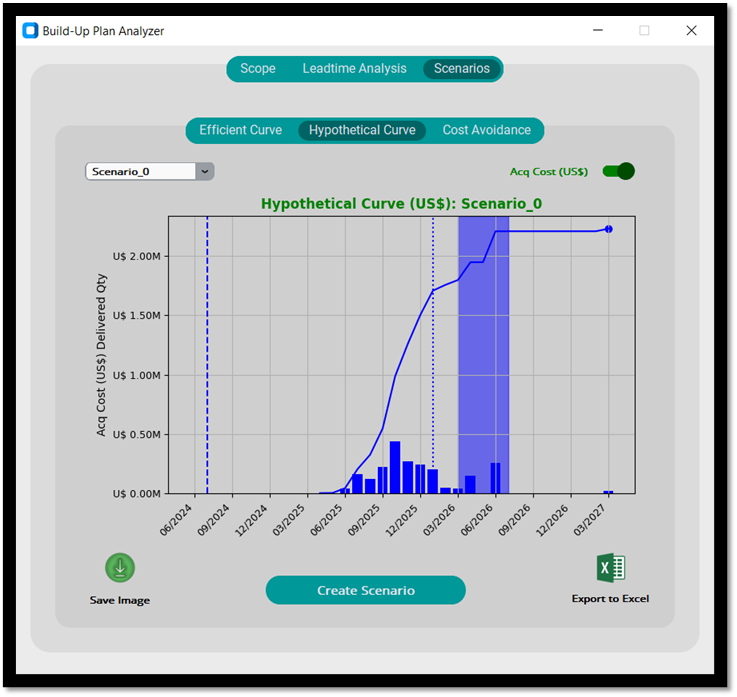 Build-Up Plan Analyzer
Scope Leadtime Analysis Scenarios
Efficient Curve Hypothetical Curve Cost Avoidance
Scenario_0
Acq Cost (US$)
Hypothetical Curve (US$): Scenario_0
Acq Cost (US$) Delivered Qty
U$ 2.00M
U$ 1.50M
U$ 1.00M
U$ 0.50M
U$ 0.00M
06/2024 09/2024 12/2024 03/2025 06/2025 09/2025 12/2025 03/2026 06/2026 09/2026 12/2026 03/2027
Save Image
Create Scenario
X
Export to Excel